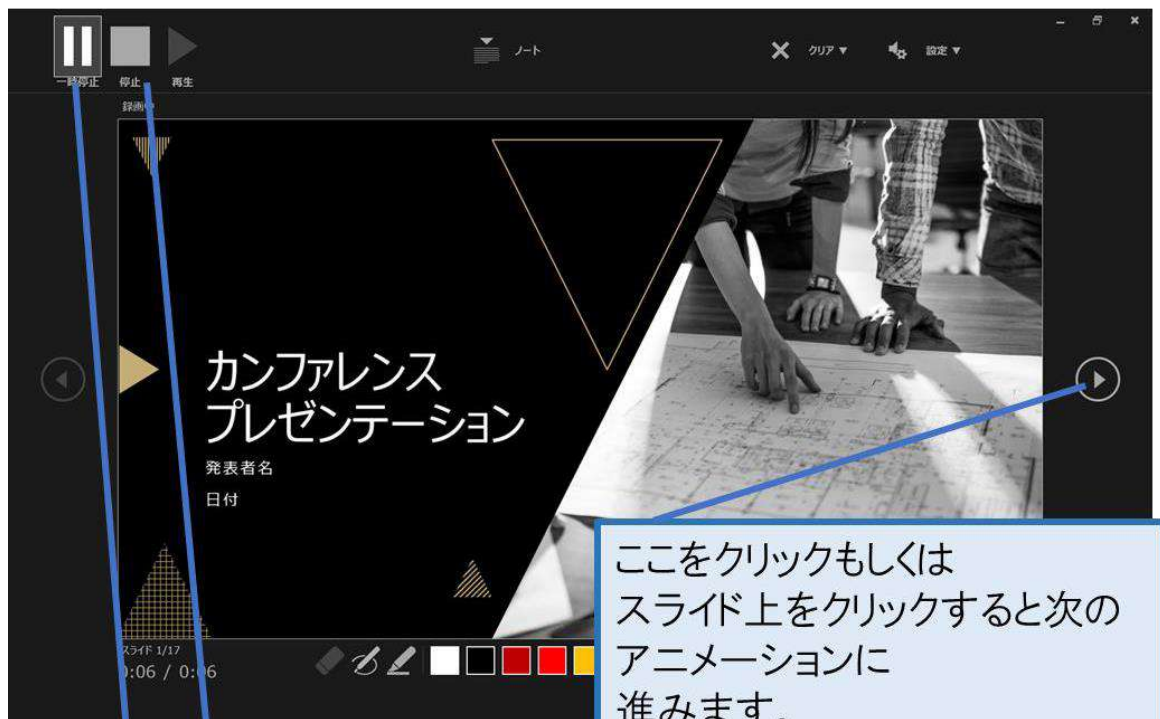 一時停止 停止 再生
ノート
クリア
設定
録画中
カンファレンス
プレゼンテーション
発表者名
日付
スライド 1/17
0:06 / 0:06
ここをクリックもしくは
スライド上をクリックすると次の
アニメーションに
進みます。